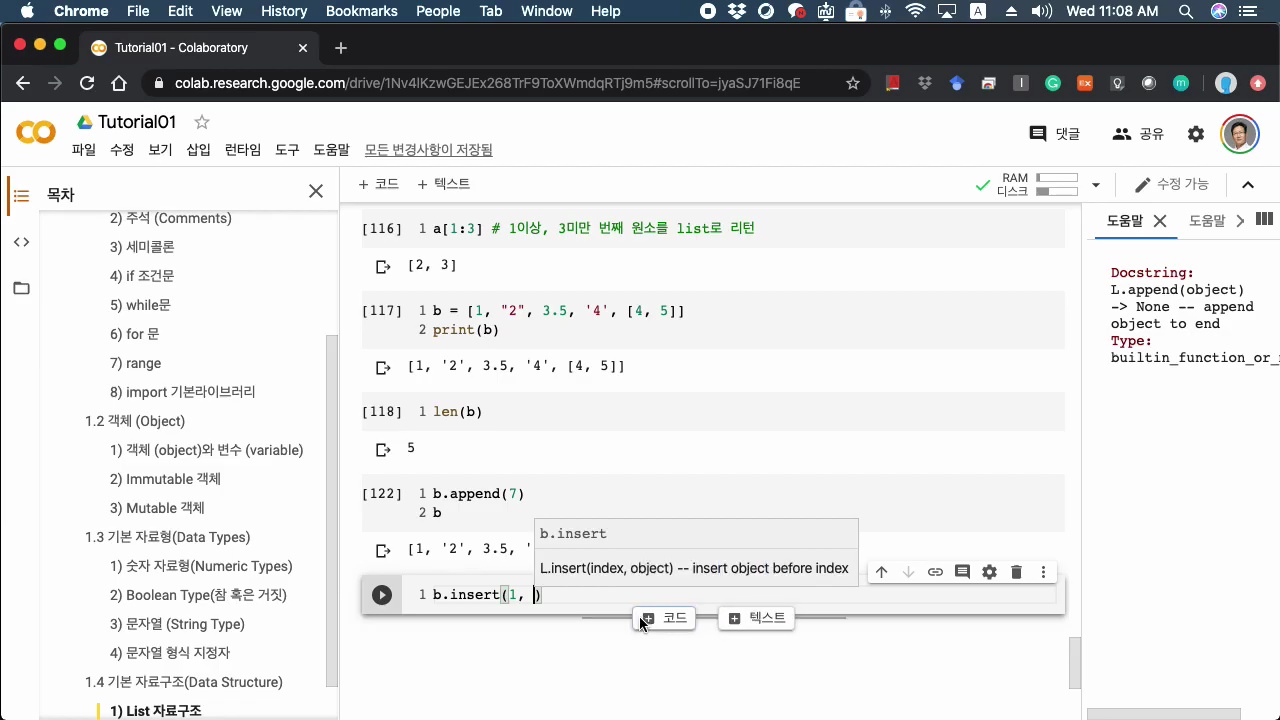 Chrome File Edit View History Bookmarks People Tab Window Help A Wed 11:08 AM
Tutorial01 - Colaboratory
colab.research.google.com/drive/1Nv4lKzwGEJEx268TrF9ToXWmdqRTj9m5#scrollTo=jyaSJ71Fi8qE
Tutorial01
파일 수정 보기 삽입 런타임 도구 도움말 모든 변경사항이 저장됨
댓글 공유
목차
+ 코드 + 텍스트
RAM
디스크
수정 가능
2) 주석 (Comments)
3) 세미콜론
4) if 조건문
5) while문
6) for 문
7) range
8) import 기본라이브러리
1.2 객체 (Object)
1) 객체 (object)와 변수 (variable)
2) Immutable 객체
3) Mutable 객체
1.3 기본 자료형(Data Types)
1) 숫자 자료형(Numeric Types)
2) Boolean Type(참 혹은 거짓)
3) 문자열 (String Type)
4) 문자열 형식 지정자
1.4 기본 자료구조(Data Structure)
1) List 자료구조
[116] 1 a[1:3] # 1이상, 3미만 번째 원소를 list로 리턴
[2, 3]
[117] 1 b = [1, "2", 3.5, '4', [4, 5]]
2 print(b)
[1, '2', 3.5, '4', [4, 5]]
[118] 1 len(b)
5
[122] 1 b.append(7)
2 b
[1, '2', 3.5, '
b.insert
L.insert(index, object) -- insert object before index
1 b.insert(1, )
코드 텍스트
도움말 도움말
Docstring:
L.append(object)
-> None -- append
object to end
Type:
builtin_function_or_